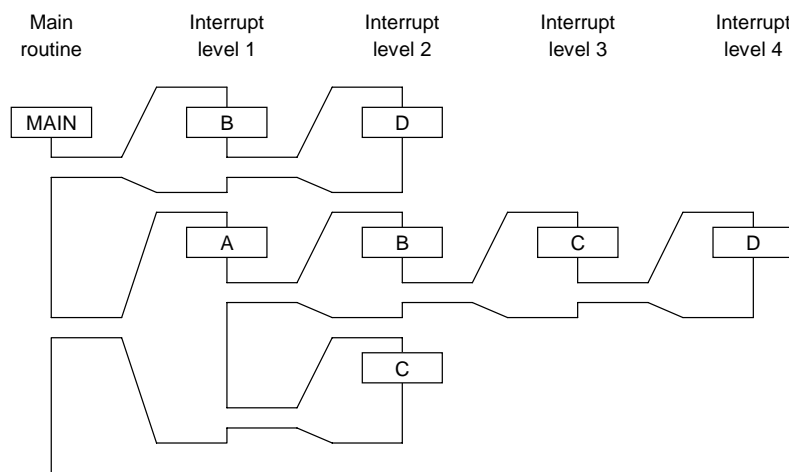 Main routine
Interrupt level 1
Interrupt level 2
Interrupt level 3
Interrupt level 4
MAIN
B
D
A
B
C
D
C